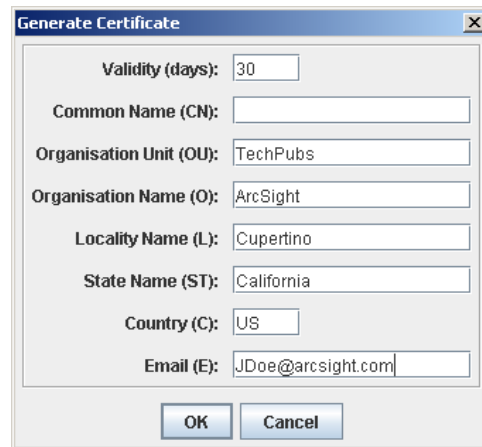 Generate Certificate
Validity (days): 30
Common Name (CN):
Organisation Unit (OU): TechPubs
Organisation Name (O): ArcSight
Locality Name (L): Cupertino
State Name (ST): California
Country (C): US
Email (E): JDoe@arcsight.com
OK Cancel